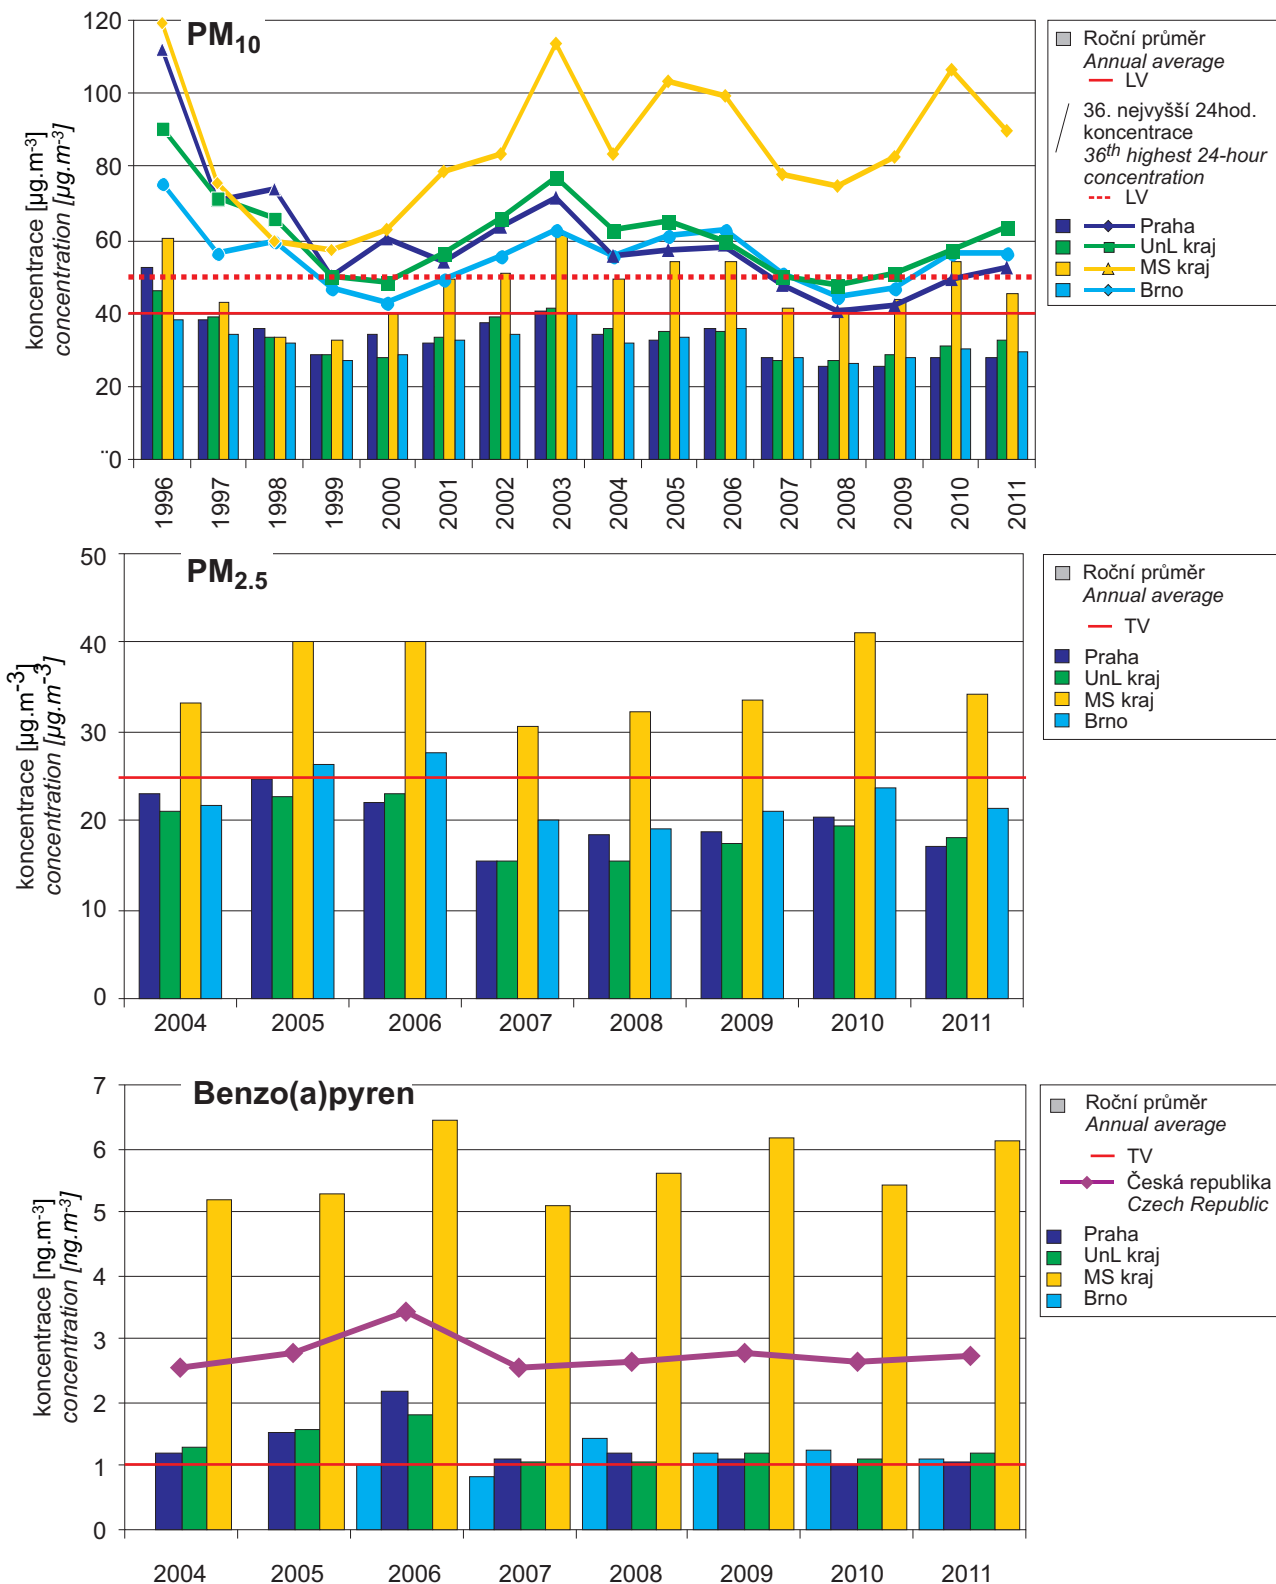 PM10
120
100
80
60
40
20
¨0
koncentrace [µg.m-3]
concentration [µg.m-3]
1996
1997
1998
1999
2000
2001
2002
2003
2004
2005
2006
2007
2008
2009
2010
2011
Roční průměr
Annual average
LV
36. nejvyšší 24hod.
koncentrace
36th highest 24-hour
concentration
LV
Praha
UnL kraj
MS kraj
Brno
PM2.5
50
40
30
20
10
0
koncentrace [µg.m-3]
concentration [µg.m-3]
2004
2005
2006
2007
2008
2009
2010
2011
Roční průměr
Annual average
TV
Praha
UnL kraj
MS kraj
Brno
Benzo(a)pyren
7
6
5
4
3
2
1
0
koncentrace [ng.m-3]
concentration [ng.m-3]
2004
2005
2006
2007
2008
2009
2010
2011
Roční průměr
Annual average
TV
Česká republika
Czech Republic
Praha
UnL kraj
MS kraj
Brno